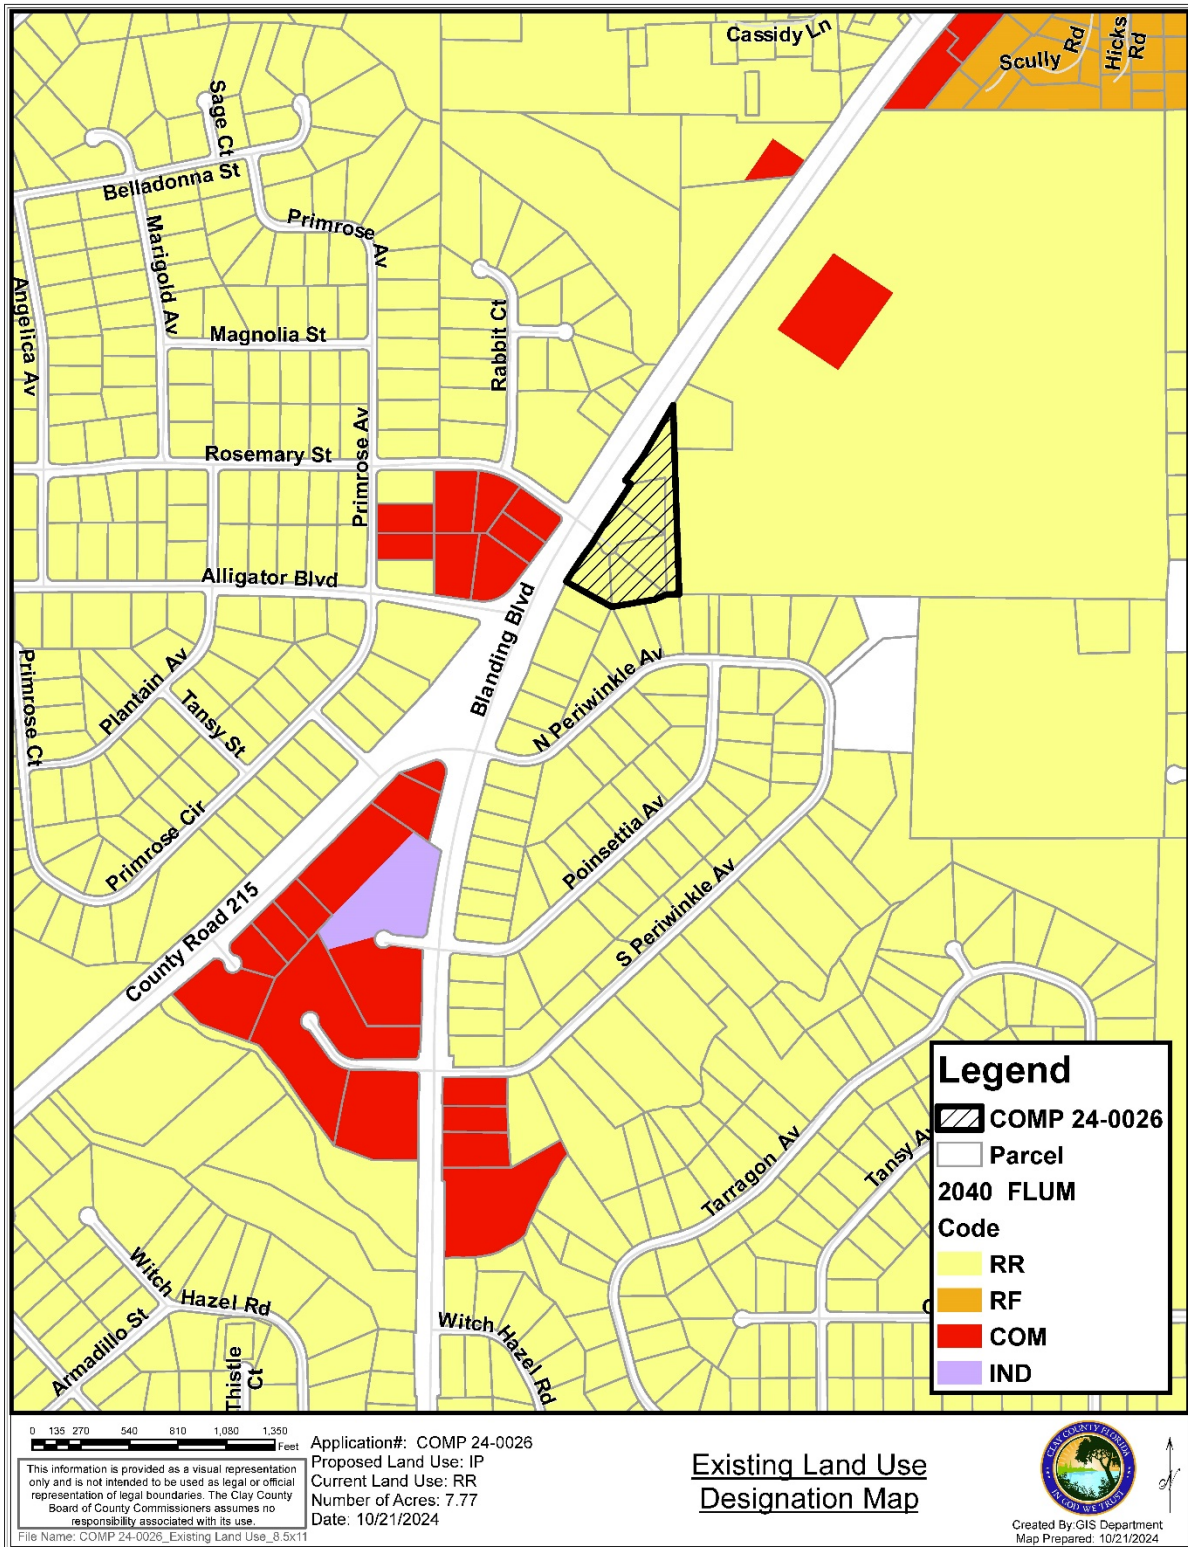 Cassidy Ln
Scully Rd
Hicks Rd
Sage Ct
Belladonna St
Primrose Av
Marigold Av
Angelica Av
Magnolia St
Rabbit Ct
Rosemary St
Primrose Av
Alligator Blvd
Blanding Blvd
Primrose Ct
Plantain Av
Tansy St
N Periwinkle Av
Primrose Cir
Poinsettia Av
S Periwinkle Av
County Road 215
Tarragon Av
Tansy Av
Witch Hazel Rd
Armadillo St
Thistle Ct
Witch Hazel Rd
Legend
COMP 24-0026
Parcel
2040 FLUM
Code
RR
RF
COM
IND
0 135 270 540 810 1,080 1,350
Feet
This information is provided as a visual representation
only and is not intended to be used as legal or official
representation of legal boundaries. The Clay County
Board of County Commissioners assumes no
responsibility associated with its use.
File Name: COMP 24-0026_Existing Land Use_8.5x11
Application#: COMP 24-0026
Proposed Land Use: IP
Current Land Use: RR
Number of Acres: 7.77
Date: 10/21/2024
Existing Land Use
Designation Map
CLAY COUNTY FLORIDA
IN GOD WE TRUST
N
Created By:GIS Department
Map Prepared: 10/21/2024